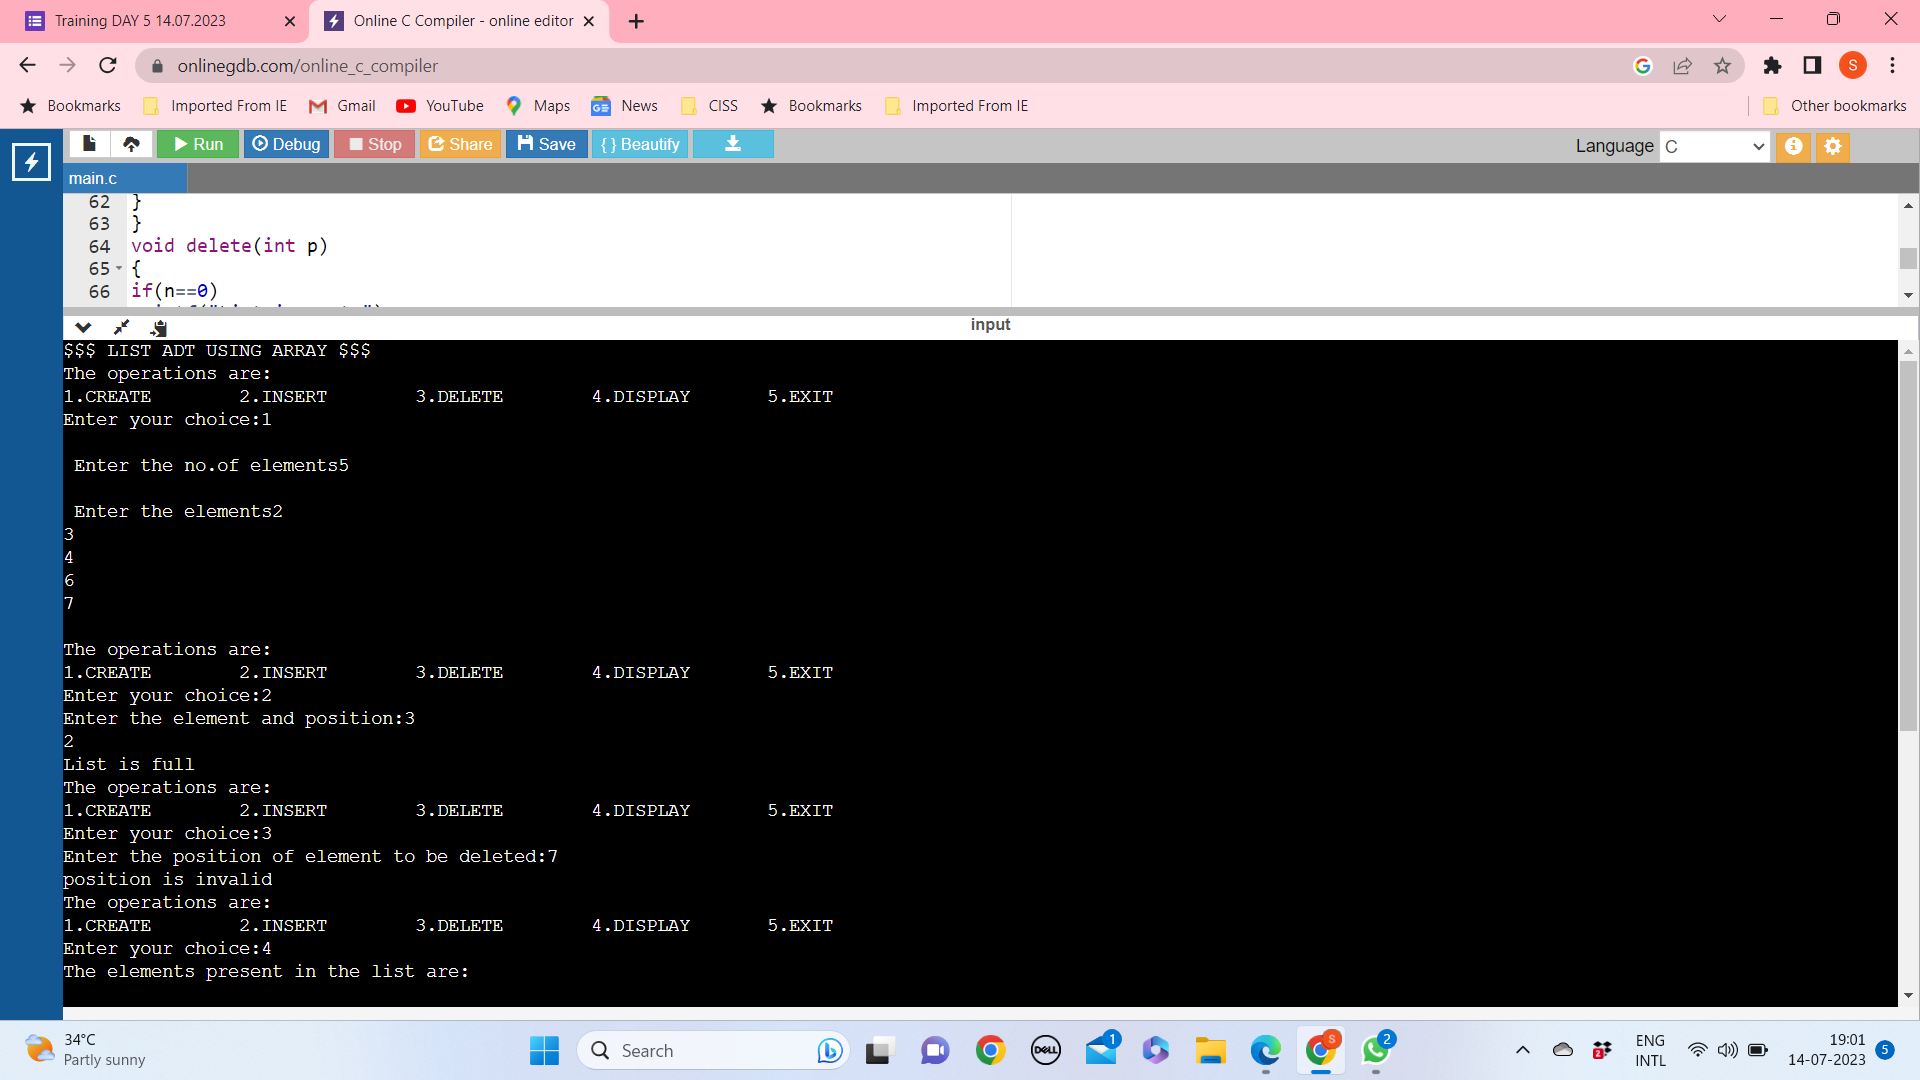 Training DAY 5 14.07.2023
Online C Compiler - online editor
onlinegdb.com/online_c_compiler
S
Bookmarks Imported From IE Gmail YouTube Maps News CISS Bookmarks Imported From IE Other bookmarks
Run Debug Stop Share Save { } Beautify Language C
main.c
62 }
63 }
64 void delete(int p)
65 {
66 if(n==0)
input
$$$ LIST ADT USING ARRAY $$$
The operations are:
1.CREATE 2.INSERT 3.DELETE 4.DISPLAY 5.EXIT
Enter your choice:1
Enter the no.of elements5
Enter the elements2
3
4
6
7
The operations are:
1.CREATE 2.INSERT 3.DELETE 4.DISPLAY 5.EXIT
Enter your choice:2
Enter the element and position:3
2
List is full
The operations are:
1.CREATE 2.INSERT 3.DELETE 4.DISPLAY 5.EXIT
Enter your choice:3
Enter the position of element to be deleted:7
position is invalid
The operations are:
1.CREATE 2.INSERT 3.DELETE 4.DISPLAY 5.EXIT
Enter your choice:4
The elements present in the list are:
34°C
Partly sunny
Search
DELL
1
S
2
2
ENG
INTL
19:01
14-07-2023
5